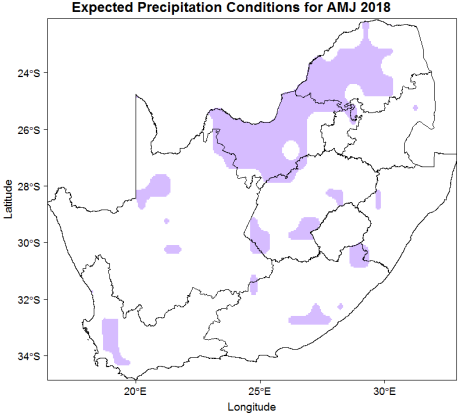 Expected Precipitation Conditions for AMJ 2018
24°S
26°S
28°S
30°S
32°S
34°S
Latitude
20°E 25°E 30°E
Longitude